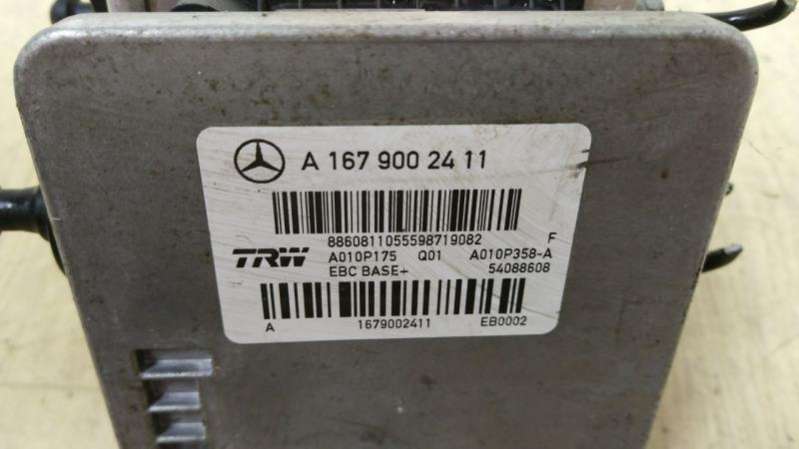 A 167 900 24 11
8860811055598719082 F
TRW A010P175 Q01 A010P358-A
EBC BASE+ 54088608
A 1679002411 EB0002